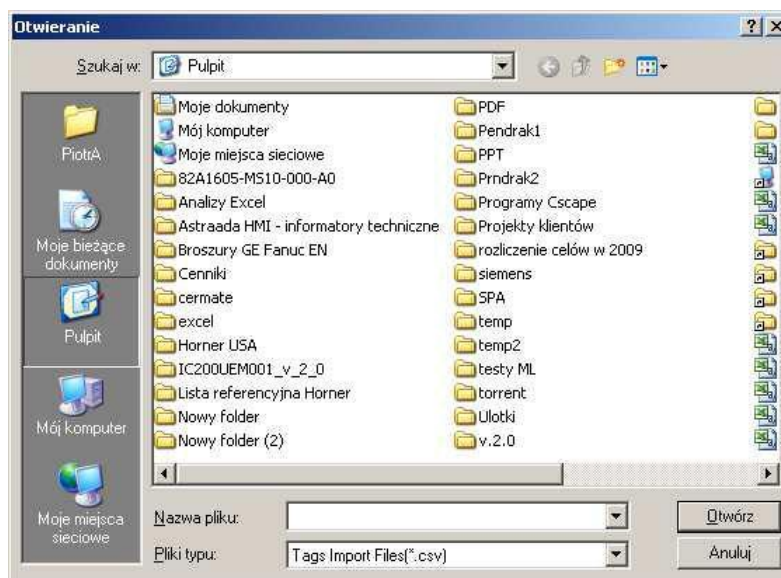 Otwieranie
Szukaj w: Pulpit
PiotrA
Moje bieżące
dokumenty
Pulpit
Mój komputer
Moje miejsca
sieciowe
Moje dokumenty
Mój komputer
Moje miejsca sieciowe
82A1605-MS10-000-A0
Analizy Excel
Astraada HMI - informatory techniczne
Broszury GE Fanuc EN
Cenniki
cermate
excel
Horner USA
IC200UEM001_v_2_0
Lista referencyjna Horner
Nowy folder
Nowy folder (2)
PDF
Pendrak1
PPT
Prndrak2
Programy Cscape
Projekty klientów
rozliczenie celów w 2009
siemens
SPA
temp
temp2
testy ML
torrent
Ulotki
v.2.0
Nazwa pliku:
Otwórz
Pliki typu: Tags Import Files(*.csv)
Anuluj